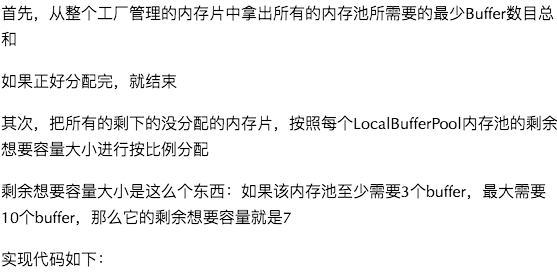 首先，从整个工厂管理的内存片中拿出所有的内存池所需要的最少Buffer数目总
和
如果正好分配完，就结束
其次，把所有的剩下的没分配的内存片，按照每个LocalBufferPool内存池的剩余
想要容量大小进行按比例分配
剩余想要容量大小是这么个东西：如果该内存池至少需要3个buffer，最大需要
10个buffer，那么它的剩余想要容量就是7
实现代码如下：